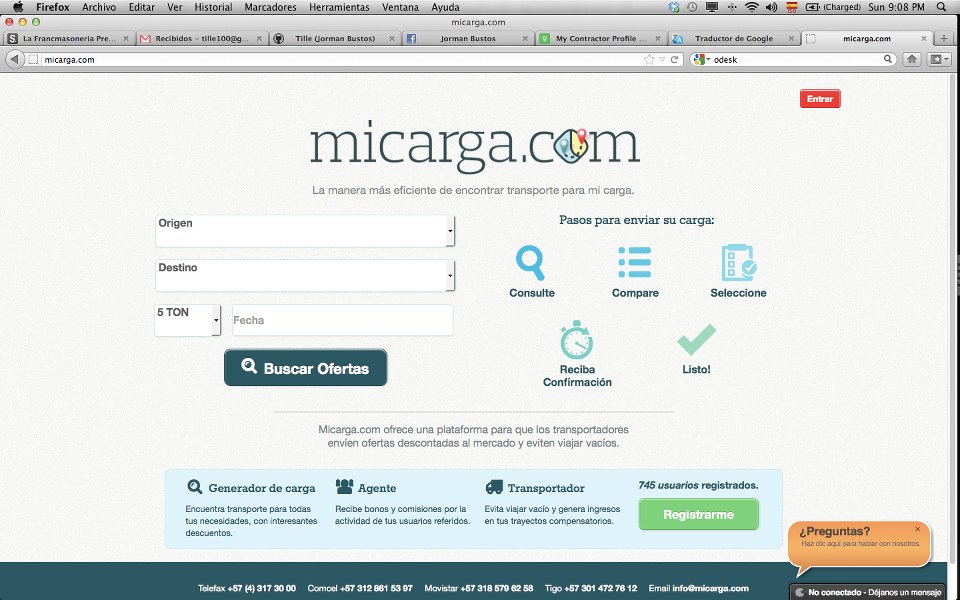 Firefox Archivo Editar Ver Historial Marcadores Herramientas Ventana Ayuda (Charged) Sun 9:08 PM
micarga.com
La Francmasonería Pre... Recibidos – tille100@g... Tille (Jorman Bustos) Jorman Bustos My Contractor Profile ... Traductor de Google micarga.com
micarga.com odesk
Entrar
micarga.com
La manera más eficiente de encontrar transporte para mi carga.
Origen
Destino
5 TON
Fecha
Buscar Ofertas
Pasos para enviar su carga:
Consulte Compare Seleccione
Reciba
Confirmación
Listo!
Micarga.com ofrece una plataforma para que los transportadores
envíen ofertas descontadas al mercado y eviten viajar vacíos.
Generador de carga
Encuentra transporte para todas
tus necesidades, con interesantes
descuentos.
Agente
Recibe bonos y comisiones por la
actividad de tus usuarios referidos.
Transportador
Evita viajar vacío y genera ingresos
en tus trayectos compensatorios.
745 usuarios registrados.
Registrarme
¿Preguntas?
Haz clic aquí para hablar con nosotros.
Telefax +57 (4) 317 30 00 Comcel +57 312 861 53 97 Movistar +57 318 579 62 58 Tigo +57 301 472 76 12 Email info@micarga.com
No conectado - Déjanos un mensaje